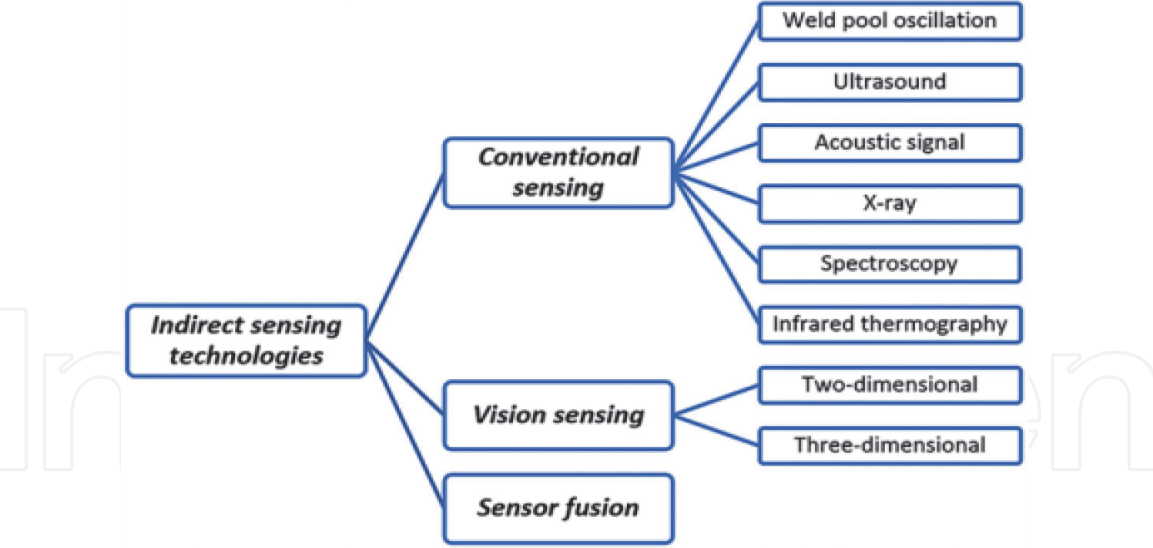 Weld pool oscillation
Ultrasound
Conventional
sensing
Acoustic signal
X-ray
Spectroscopy
Indirect sensing
technologies
Infrared thermography
Two-dimensional
Vision sensing
Three-dimensional
Sensor fusion